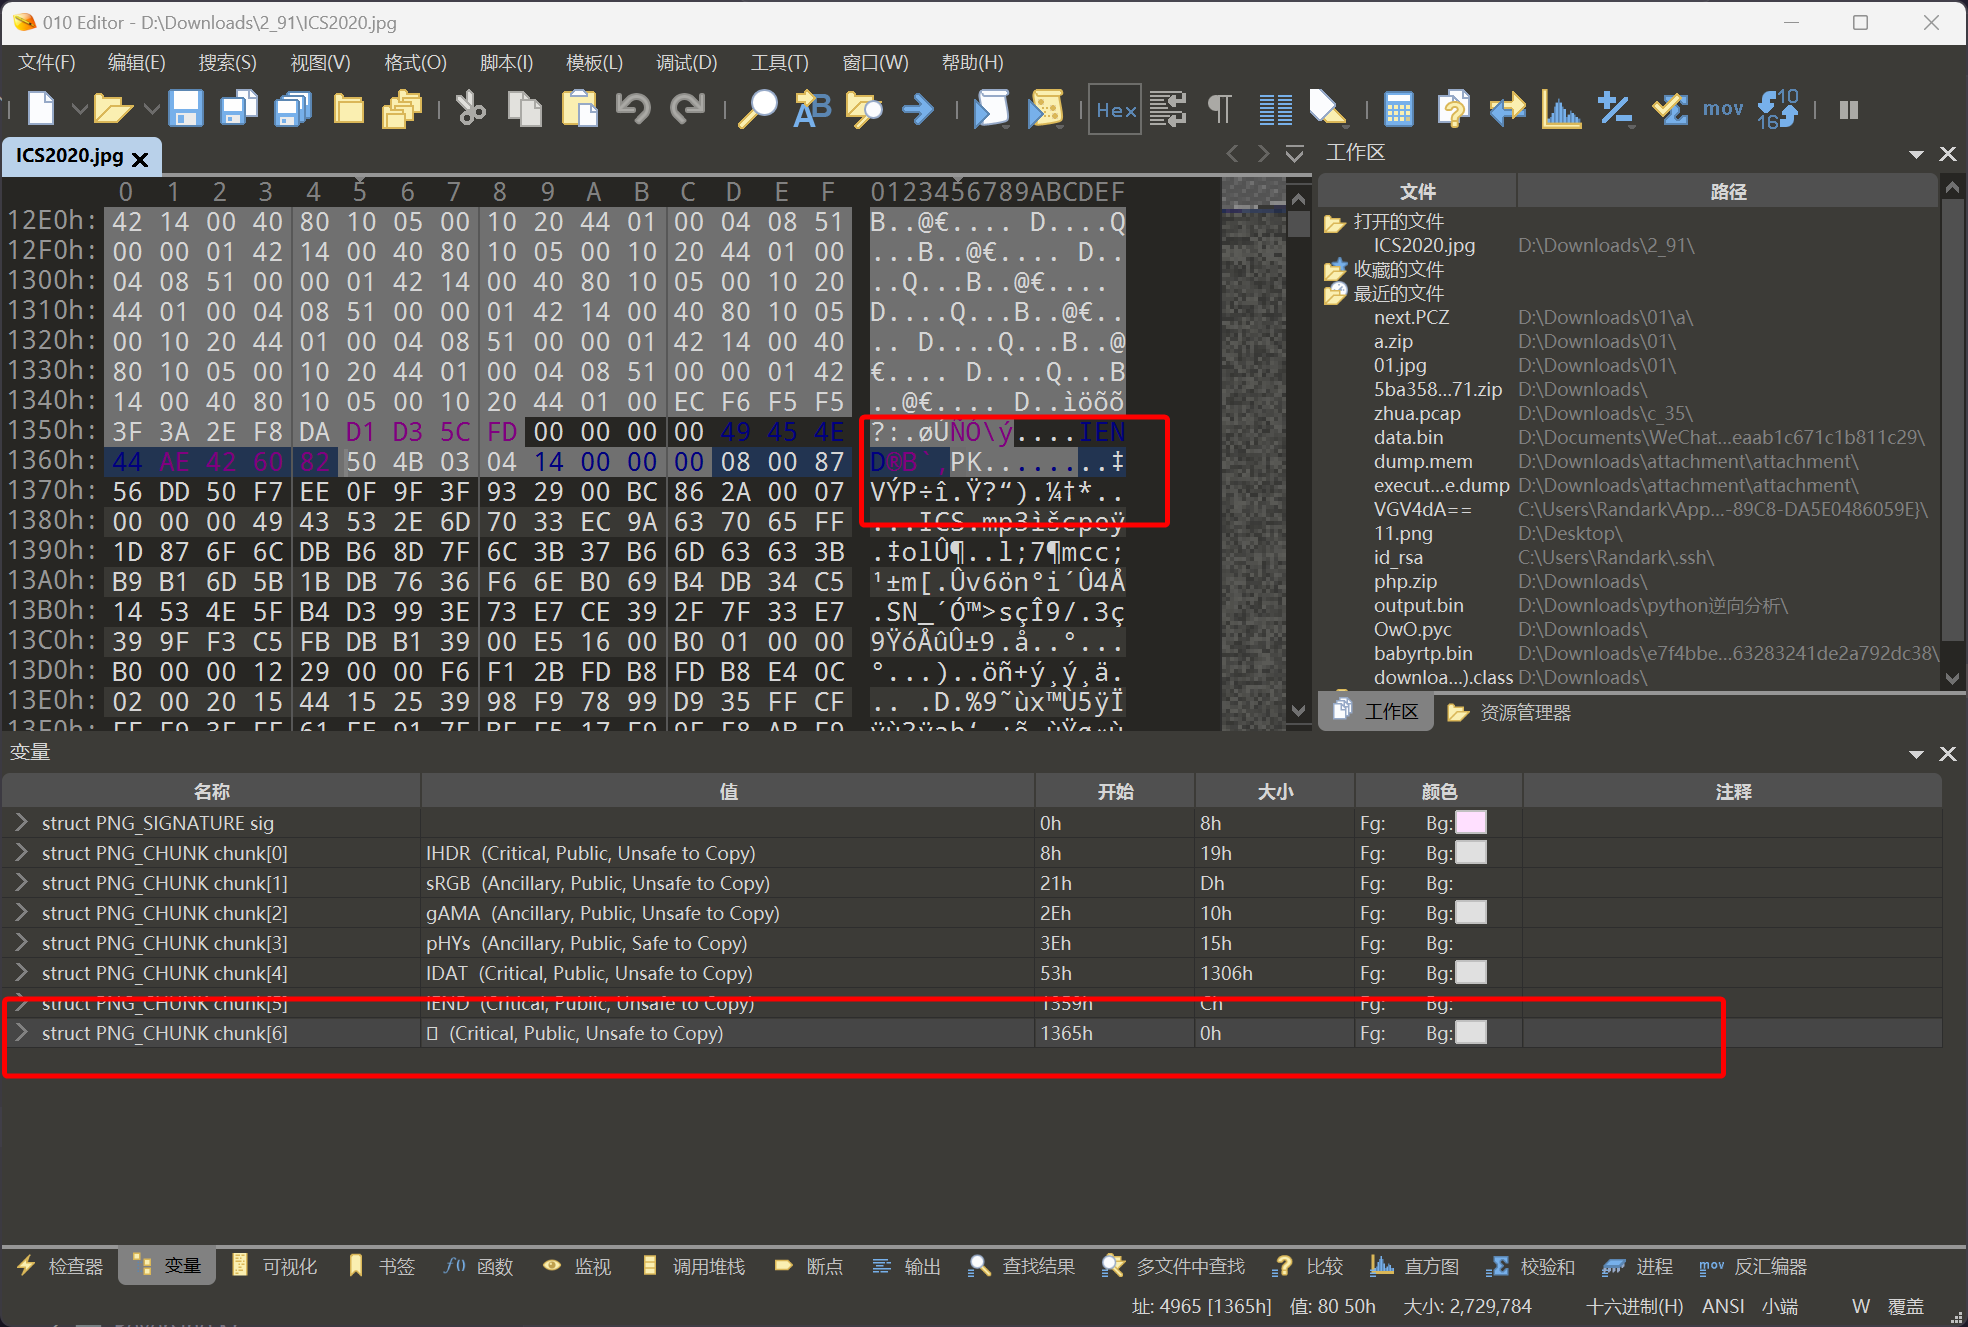 010 Editor - D:\Downloads\2_91\ICS2020.jpg
文件(F) 编辑(E) 搜索(S) 视图(V) 格式(O) 脚本(I) 模板(L) 调试(D) 工具(T) 窗口(W) 帮助(H)
Hex mov 10 16
ICS2020.jpg
0 1 2 3 4 5 6 7 8 9 A B C D E F 0123456789ABCDEF
12E0h: 42 14 00 40 80 10 05 00 10 20 44 01 00 04 08 51 B..@€.... D....Q
12F0h: 00 00 01 42 14 00 40 80 10 05 00 10 20 44 01 00 ...B..@€.... D..
1300h: 04 08 51 00 00 01 42 14 00 40 80 10 05 00 10 20 ..Q...B..@€....
1310h: 44 01 00 04 08 51 00 00 01 42 14 00 40 80 10 05 D....Q...B..@€..
1320h: 00 10 20 44 01 00 04 08 51 00 00 01 42 14 00 40 .. D....Q...B..@
1330h: 80 10 05 00 10 20 44 01 00 04 08 51 00 00 01 42 €.... D....Q...B
1340h: 14 00 40 80 10 05 00 10 20 44 01 00 EC F6 F5 F5 ..@€.... D..ìöõõ
1350h: 3F 3A 2E F8 DA D1 D3 5C FD 00 00 00 00 49 45 4E ?:.øÚÑÓ\ý....IEN
1360h: 44 AE 42 60 82 50 4B 03 04 14 00 00 00 08 00 87 D®B`‚PK........‡
1370h: 56 DD 50 F7 EE 0F 9F 3F 93 29 00 BC 86 2A 00 07 VÝP÷î.Ÿ?“).¼†*..
1380h: 00 00 00 49 43 53 2E 6D 70 33 EC 9A 63 70 65 FF ...ICS.mp3ìšcpeÿ
1390h: 1D 87 6F 6C DB B6 8D 7F 6C 3B 37 B6 6D 63 63 3B .‡olÛ¶..l;7¶mcc;
13A0h: B9 B1 6D 5B 1B DB 76 36 F6 6E B0 69 B4 DB 34 C5 ¹±m[.Ûv6ön°i´Û4Å
13B0h: 14 53 4E 5F B4 D3 99 3E 73 E7 CE 39 2F 7F 33 E7 .SN_´Ó™>sçÎ9/.3ç
13C0h: 39 9F F3 C5 FB DB B1 39 00 E5 16 00 B0 01 00 00 9ŸóÅûÛ±9.å..°...
13D0h: B0 00 00 12 29 00 00 F6 F1 2B FD B8 FD B8 E4 0C °...)..öñ+ý¸ý¸ä.
13E0h: 02 00 20 15 44 15 25 39 98 F9 78 99 D9 35 FF CF .. .D.%9˜ùx™Ù5ÿÏ
工作区
文件 路径
打开的文件
ICS2020.jpg D:\Downloads\2_91\
收藏的文件
最近的文件
next.PCZ D:\Downloads\01\a\
a.zip D:\Downloads\01\
01.jpg D:\Downloads\01\
5ba358...71.zip D:\Downloads\
zhua.pcap D:\Downloads\c_35\
data.bin D:\Documents\WeChat...eaab1c671c1b811c29\
dump.mem D:\Downloads\attachment\attachment\
execut...e.dump D:\Downloads\attachment\attachment\
VGV4dA== C:\Users\Randark\App...-89C8-DA5E0486059E}\
11.png D:\Desktop\
id_rsa C:\Users\Randark\.ssh\
php.zip D:\Downloads\
output.bin D:\Downloads\python逆向分析\
OwO.pyc D:\Downloads\
babyrtp.bin D:\Downloads\e7f4bbe...63283241de2a792dc38\
downloa...).class D:\Downloads\
工作区 资源管理器
变量
名称 值 开始 大小 颜色 注释
struct PNG_SIGNATURE sig 0h 8h Fg: Bg:
struct PNG_CHUNK chunk[0] IHDR (Critical, Public, Unsafe to Copy) 8h 19h Fg: Bg:
struct PNG_CHUNK chunk[1] sRGB (Ancillary, Public, Unsafe to Copy) 21h Dh Fg: Bg:
struct PNG_CHUNK chunk[2] gAMA (Ancillary, Public, Unsafe to Copy) 2Eh 10h Fg: Bg:
struct PNG_CHUNK chunk[3] pHYs (Ancillary, Public, Safe to Copy) 3Eh 15h Fg: Bg:
struct PNG_CHUNK chunk[4] IDAT (Critical, Public, Unsafe to Copy) 53h 1306h Fg: Bg:
struct PNG_CHUNK chunk[5] IEND (Critical, Public, Unsafe to Copy) 1359h Ch Fg: Bg:
struct PNG_CHUNK chunk[6] (Critical, Public, Unsafe to Copy) 1365h 0h Fg: Bg:
检查器 变量 可视化 书签 函数 监视 调用堆栈 断点 输出 查找结果 多文件中查找 比较 直方图 校验和 进程 反汇编器
址: 4965 [1365h] 值: 80 50h 大小: 2,729,784 十六进制(H) ANSI 小端 W 覆盖